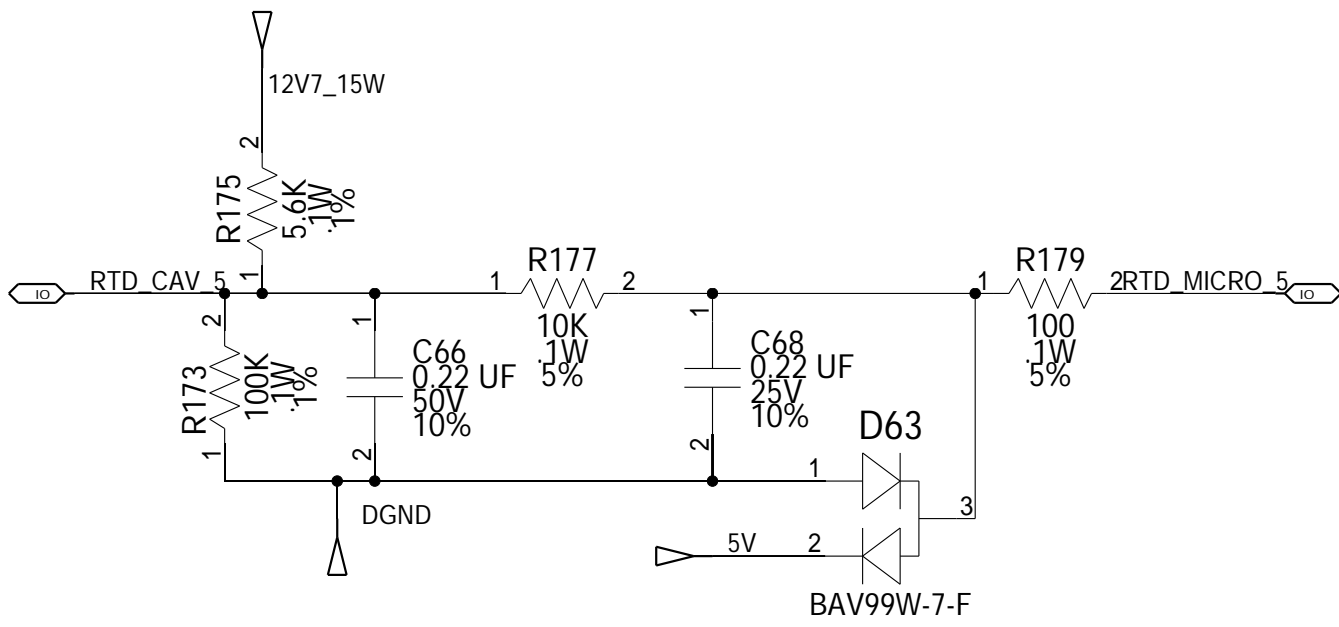 12V7_15W
2
R175
5.6K
.1W
.1%
1
IO
RTD_CAV_5
1
R177
2
10K
.1W
5%
1
R179
2
RTD_MICRO_5
IO
100
.1W
5%
2
R173
100K
.1W
.1%
1
1
C66
0.22 UF
50V
10%
2
1
C68
0.22 UF
25V
10%
2
DGND
D63
1
3
5V
2
BAV99W-7-F